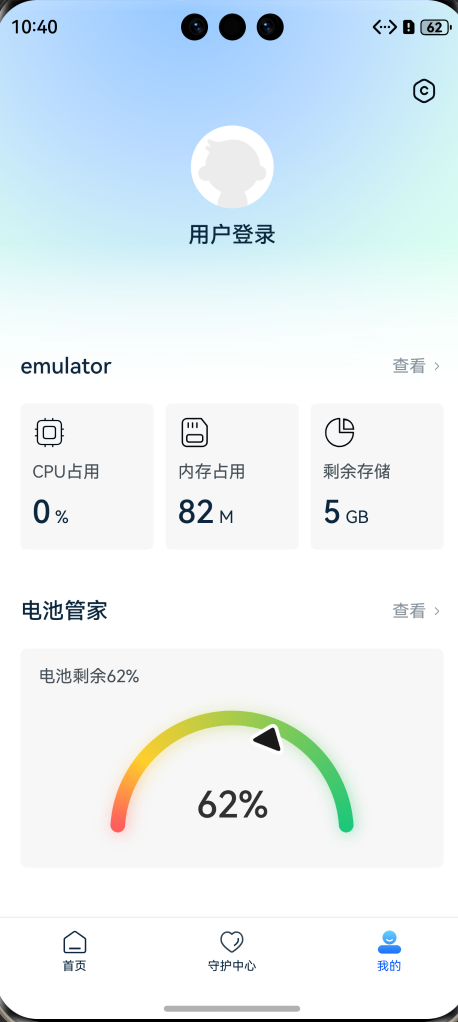 10:40
62
用户登录
emulator 查看
CPU占用 内存占用 剩余存储
0 % 82 M 5 GB
电池管家 查看
电池剩余62%
62%
首页 守护中心 我的